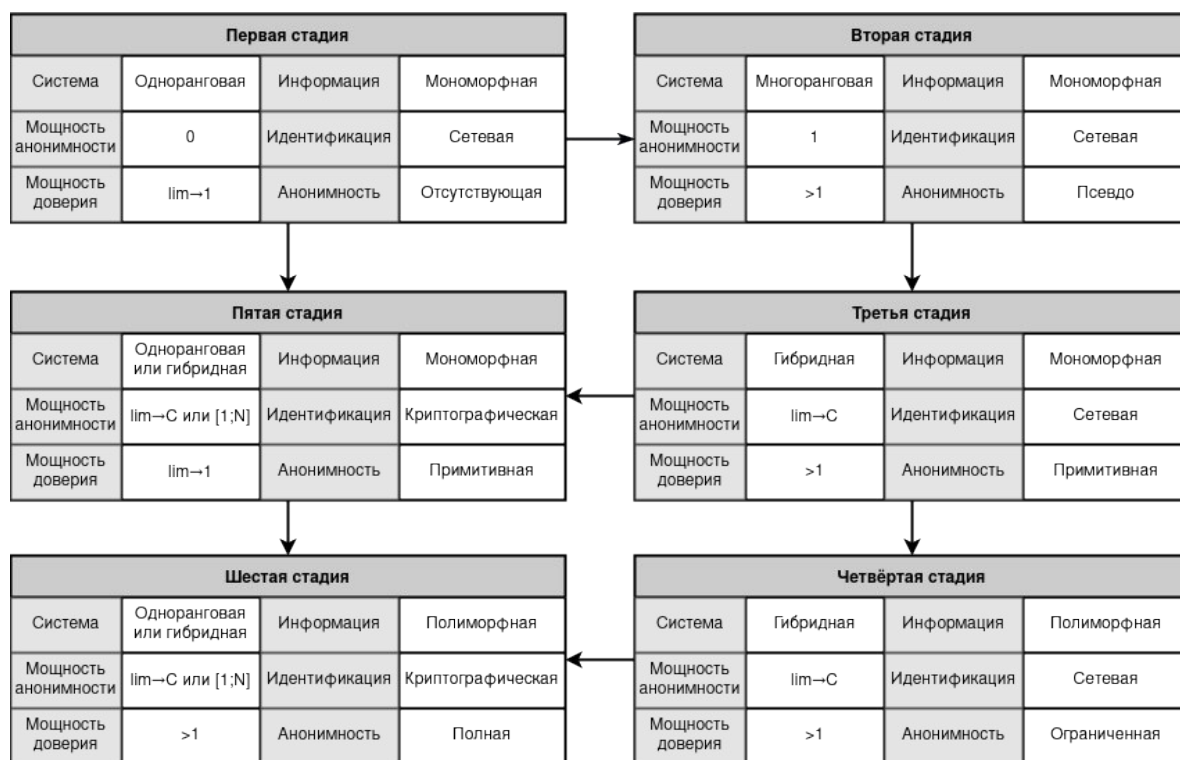 Первая стадия
Система Одноранговая Информация Мономорфная
Мощность анонимности 0 Идентификация Сетевая
Мощность доверия lim→1 Анонимность Отсутствующая
Вторая стадия
Система Многоранговая Информация Мономорфная
Мощность анонимности 1 Идентификация Сетевая
Мощность доверия >1 Анонимность Псевдо
Пятая стадия
Система Одноранговая или гибридная Информация Мономорфная
Мощность анонимности lim→C или [1;N] Идентификация Криптографическая
Мощность доверия lim→1 Анонимность Примитивная
Третья стадия
Система Гибридная Информация Мономорфная
Мощность анонимности lim→C Идентификация Сетевая
Мощность доверия >1 Анонимность Примитивная
Шестая стадия
Система Одноранговая или гибридная Информация Полиморфная
Мощность анонимности lim→C или [1;N] Идентификация Криптографическая
Мощность доверия >1 Анонимность Полная
Четвёртая стадия
Система Гибридная Информация Полиморфная
Мощность анонимности lim→C Идентификация Сетевая
Мощность доверия >1 Анонимность Ограниченная